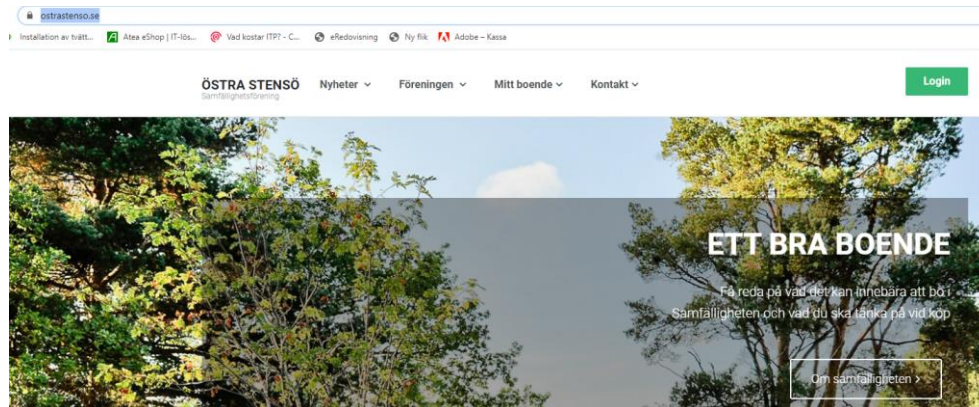 ostrastenso.se
Installation av tvätt... Atea eShop | IT-lös... Vad kostar ITP? - C... eRedovisning Ny flik Adobe – Kassa
ÖSTRA STENSÖ Nyheter Föreningen Mitt boende Kontakt Login
Samfällighetsförening
ETT BRA BOENDE
Få reda på vad det kan innebära att bo i
Samfälligheten och vad du ska tänka på vid köp
Om samfälligheten >